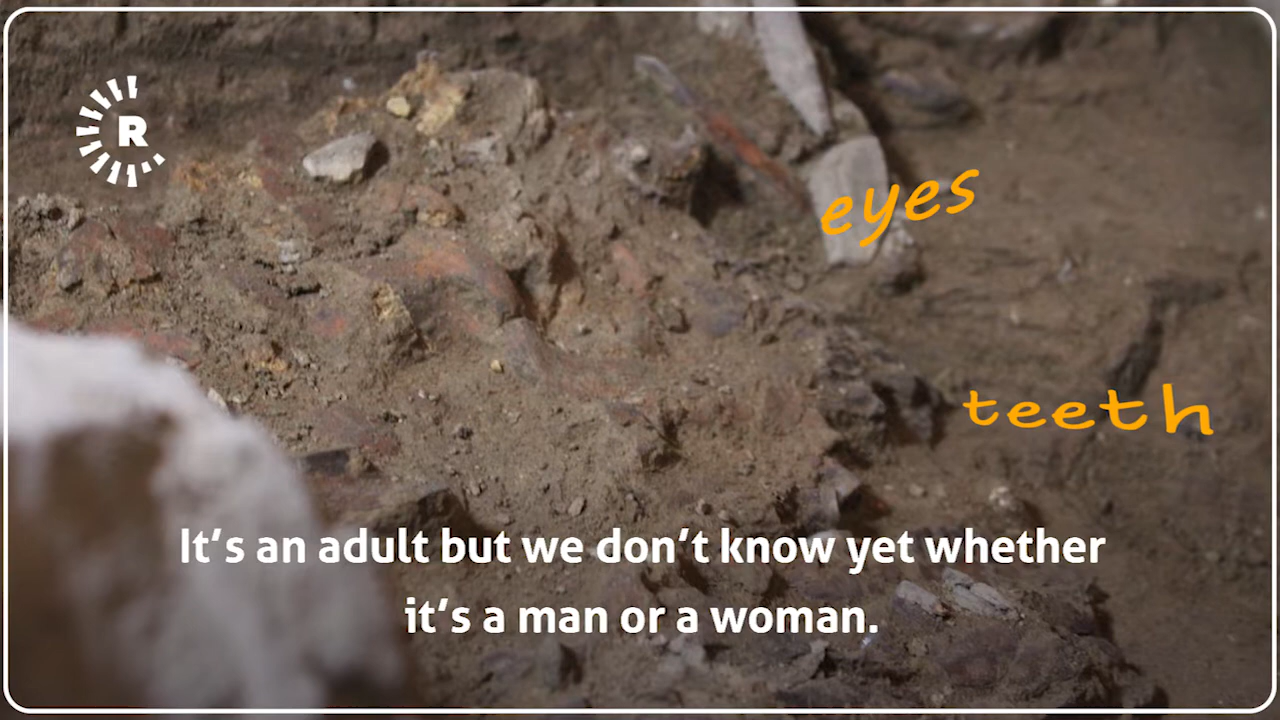 R
eyes
teeth
It's an adult but we don't know yet whether
it's a man or a woman.